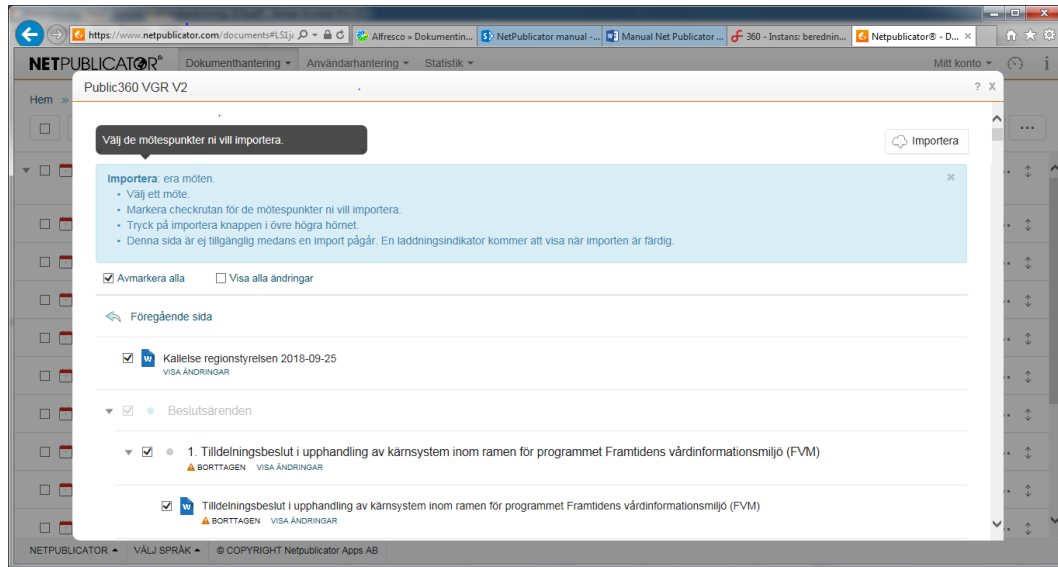 https://www.netpublicator.com/documents#LS1j
Alfresco » Dokumentin...
NetPublicator manual -...
Manual Net Publicator ...
360 - Instans: berednin...
Netpublicator® - D...
NETPUBLICATOR®
Dokumenthantering
Användarhantering
Statistik
Mitt konto
Hem »
Public360 VGR V2
? X
Välj de mötespunkter ni vill importera.
Importera
Importera: era möten.
• Välj ett möte.
• Markera checkrutan för de mötespunkter ni vill importera.
• Tryck på importera knappen i övre högra hörnet.
• Denna sida är ej tillgänglig medans en import pågår. En laddningsindikator kommer att visa när importen är färdig.
Avmarkera alla
Visa alla ändringar
Föregående sida
Kallelse regionstyrelsen 2018-09-25
VISA ÄNDRINGAR
Beslutsärenden
1. Tilldelningsbeslut i upphandling av kärnsystem inom ramen för programmet Framtidens vårdinformationsmiljö (FVM)
BORTTAGEN VISA ÄNDRINGAR
Tilldelningsbeslut i upphandling av kärnsystem inom ramen för programmet Framtidens vårdinformationsmiljö (FVM)
BORTTAGEN VISA ÄNDRINGAR
NETPUBLICATOR
VÄLJ SPRÅK
© COPYRIGHT Netpublicator Apps AB